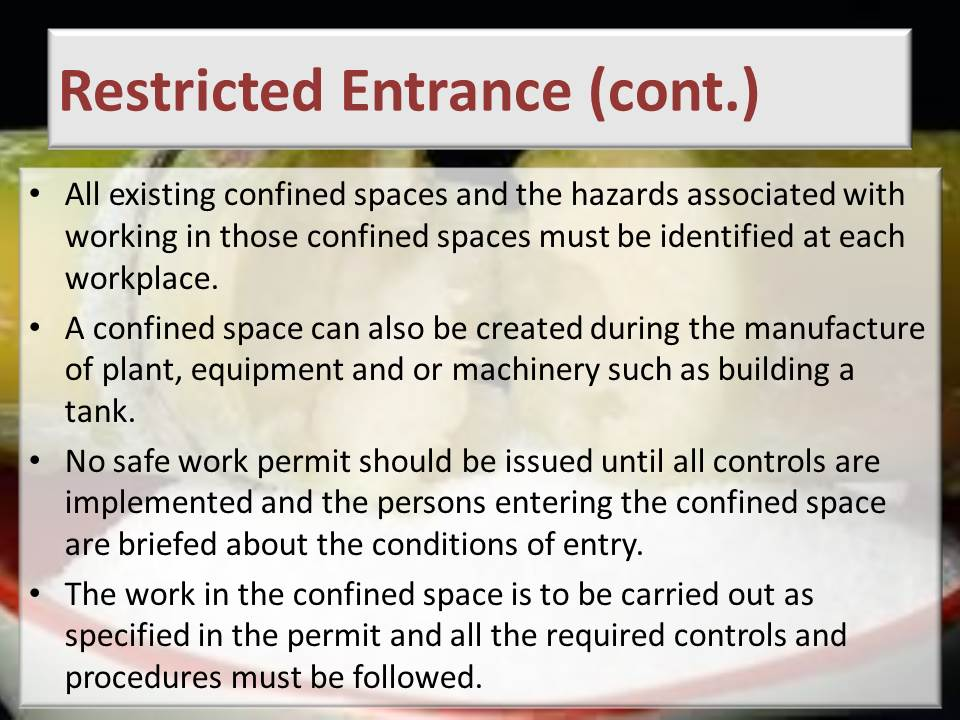 Restricted Entrance (cont.)
• All existing confined spaces and the hazards associated with
working in those confined spaces must be identified at each
workplace.
• A confined space can also be created during the manufacture
of plant, equipment and or machinery such as building a
tank.
• No safe work permit should be issued until all controls are
implemented and the persons entering the confined space
are briefed about the conditions of entry.
• The work in the confined space is to be carried out as
specified in the permit and all the required controls and
procedures must be followed.